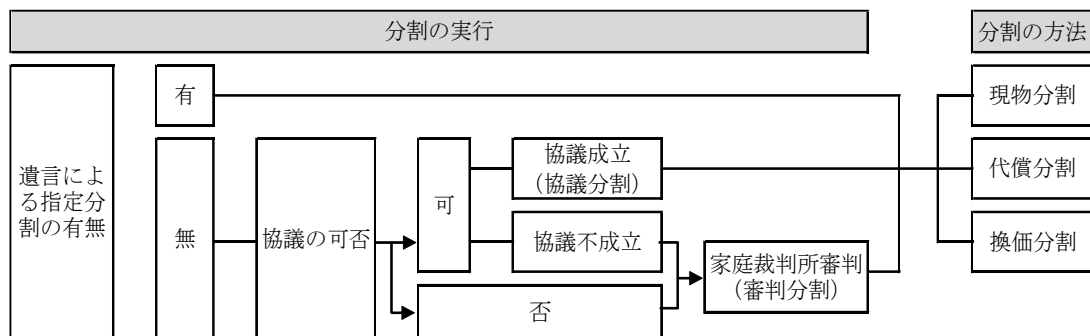 分割の実行
分割の方法
遺言によ
る指定分
割の有無
有
無
協議の可否
可
協議成立
(協議分割)
協議不成立
否
家庭裁判所審判
(審判分割)
現物分割
代償分割
換価分割